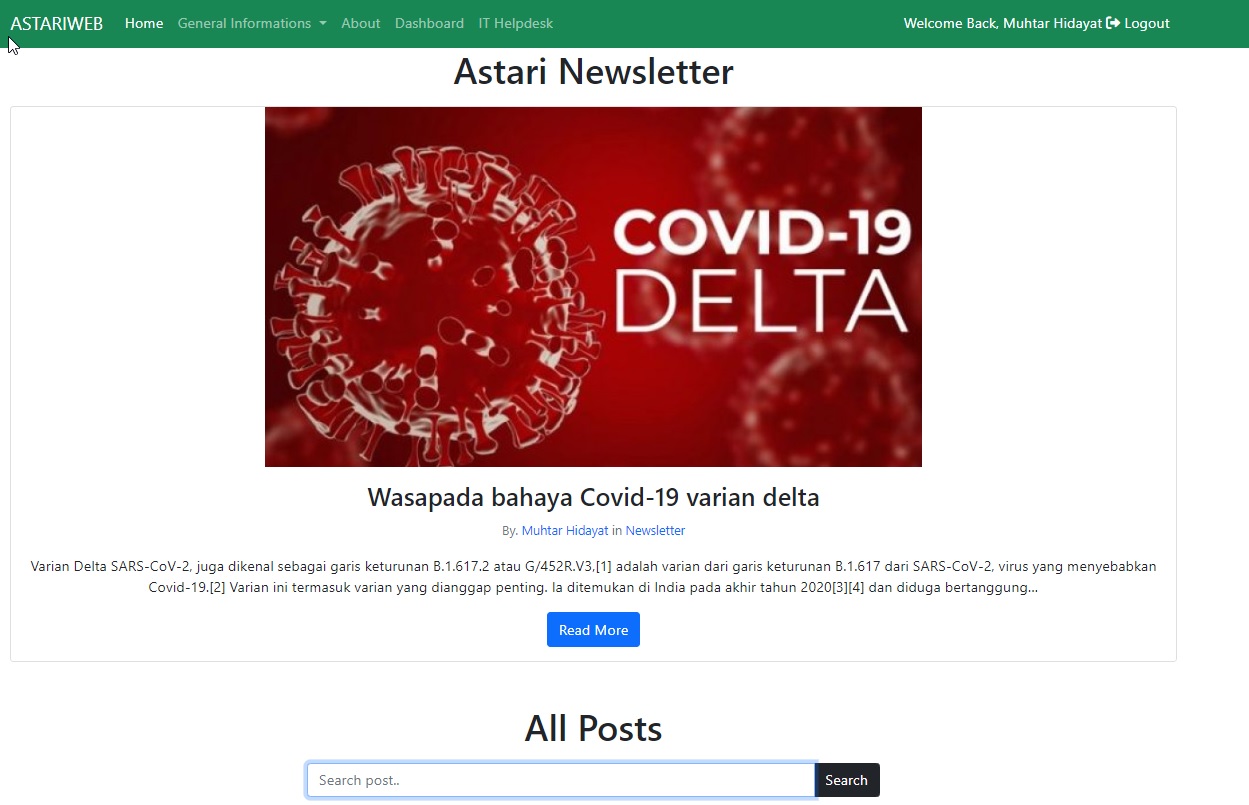 ASTARIWEB Home General Informations About Dashboard IT Helpdesk Welcome Back, Muhtar Hidayat Logout
Astari Newsletter
COVID-19
DELTA
Wasapada bahaya Covid-19 varian delta
By. Muhtar Hidayat in Newsletter
Varian Delta SARS-CoV-2, juga dikenal sebagai garis keturunan B.1.617.2 atau G/452R.V3,[1] adalah varian dari garis keturunan B.1.617 dari SARS-CoV-2, virus yang menyebabkan
Covid-19.[2] Varian ini termasuk varian yang dianggap penting. Ia ditemukan di India pada akhir tahun 2020[3][4] dan diduga bertanggung...
Read More
All Posts
Search post.. Search